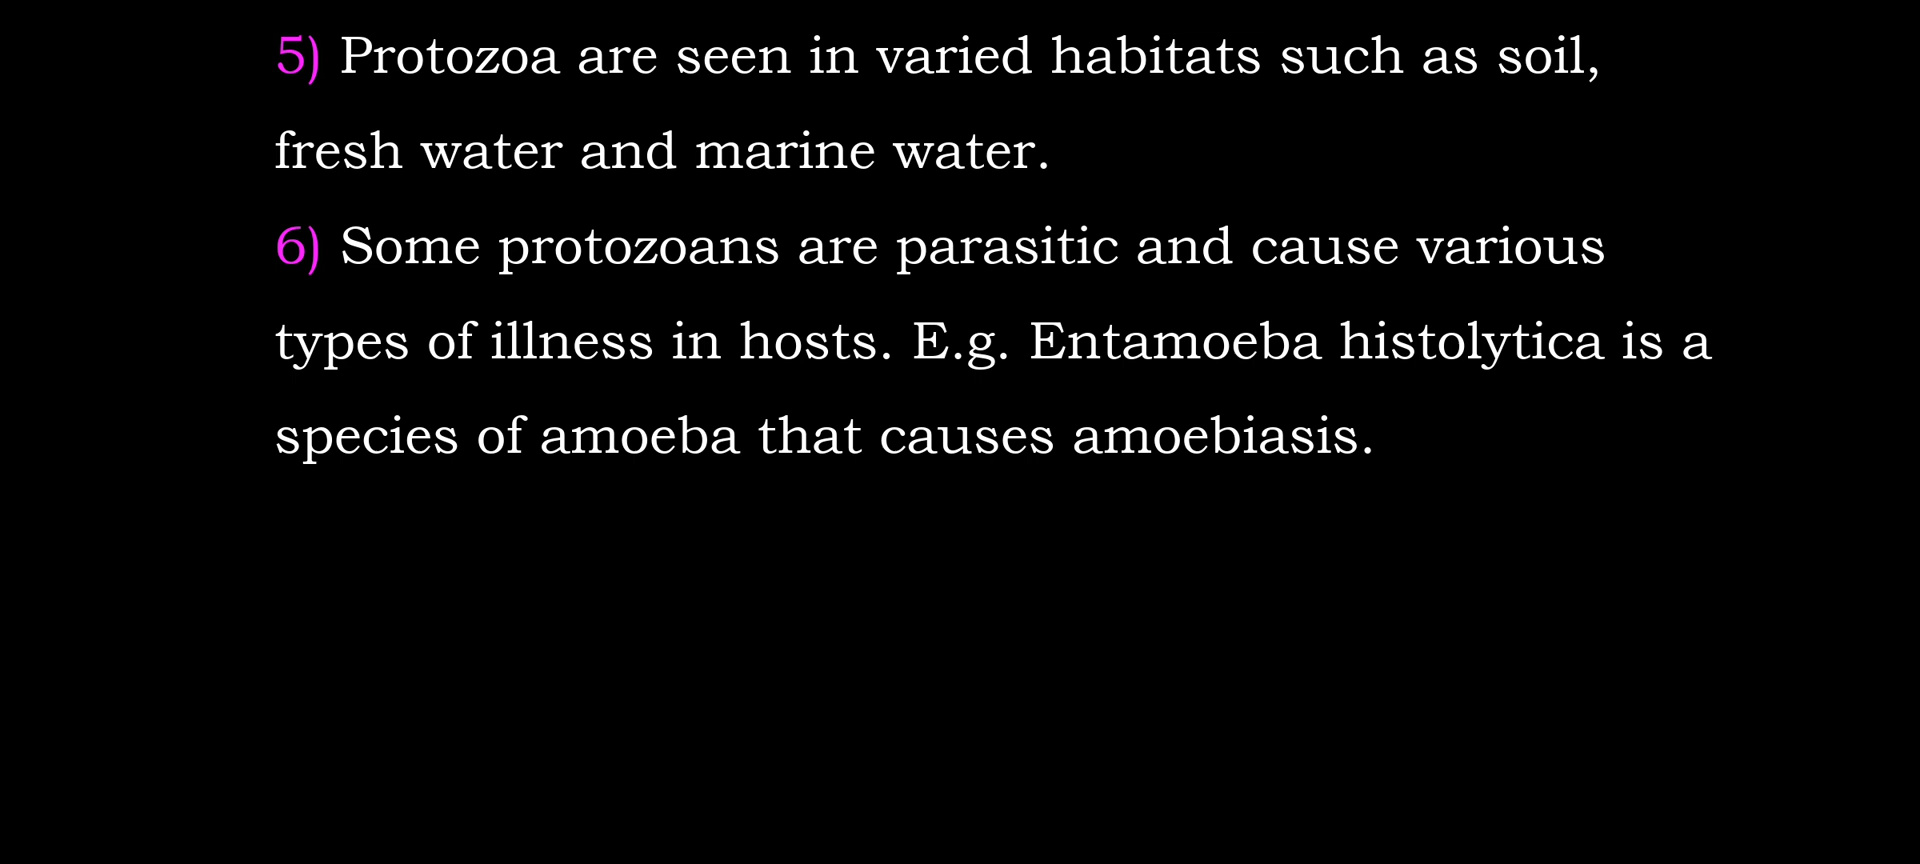 5) Protozoa are seen in varied habitats such as soil,
fresh water and marine water.
6) Some protozoans are parasitic and cause various
types of illness in hosts. E.g. Entamoeba histolytica is a
species of amoeba that causes amoebiasis.